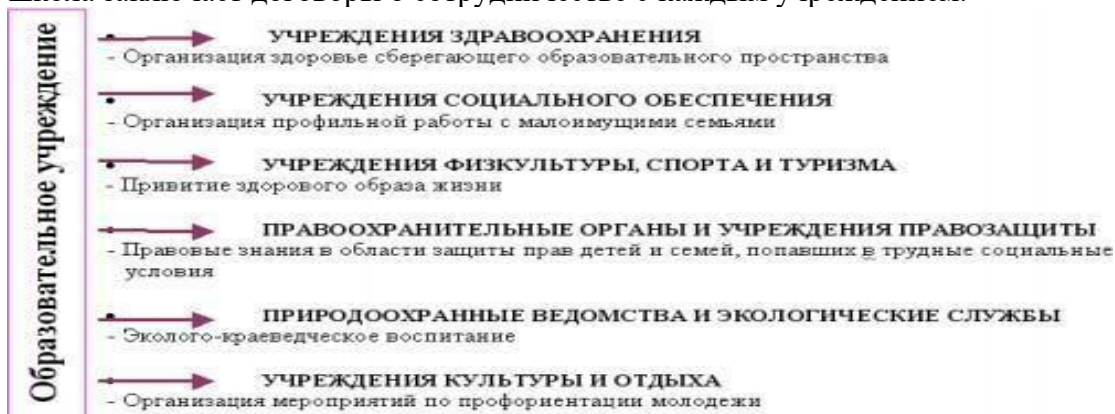 Образовательное учреждение
УЧРЕЖДЕНИЯ ЗДРАВООХРАНЕНИЯ
- Организация здоровье сберегающего образовательного пространства
УЧРЕЖДЕНИЯ СОЦИАЛЬНОГО ОБЕСПЕЧЕНИЯ
- Организация профильной работы с малоимущими семьями
УЧРЕЖДЕНИЯ ФИЗКУЛЬТУРЫ, СПОРТА И ТУРИЗМА
- Привитие здорового образа жизни
ПРАВООХРАНИТЕЛЬНЫЕ ОРГАНЫ И УЧРЕЖДЕНИЯ ПРАВОЗАЩИТЫ
- Правовые знания в области защиты прав детей и семей, попавших в трудные социальные
условия
ПРИРОДООХРАННЫЕ ВЕДОМСТВА И ЭКОЛОГИЧЕСКИЕ СЛУЖБЫ
- Эколого-краеведческое воспитание
УЧРЕЖДЕНИЯ КУЛЬТУРЫ И ОТДЫХА
- Организация мероприятий по профориентации молодежи